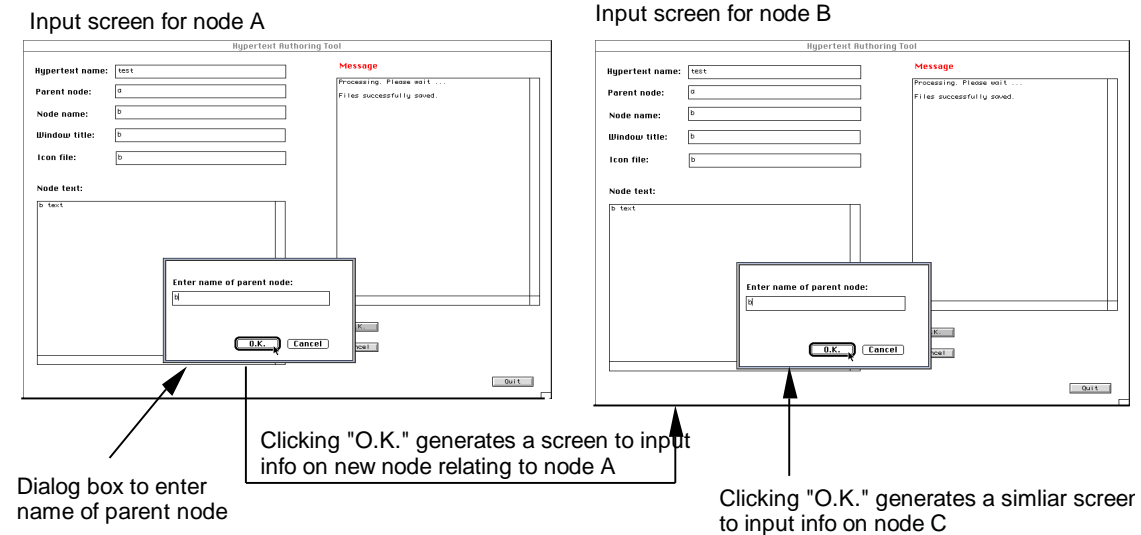 Input screen for node A
Hypertext Authoring Tool
Hypertext name:
test
Parent node:
a
Node name:
b
Window title:
b
Icon file:
b
Node text:
b text
Message
Processing. Please wait ...
Files successfully saved.
Enter name of parent node:
b
O.K.
Cancel
K.
ncel
Quit
Input screen for node B
Hypertext Authoring Tool
Hypertext name:
test
Parent node:
a
Node name:
b
Window title:
b
Icon file:
b
Node text:
b text
Message
Processing. Please wait ...
Files successfully saved.
Enter name of parent node:
b
O.K.
Cancel
K.
ncel
Quit
Clicking "O.K." generates a screen to input
info on new node relating to node A
Dialog box to enter
name of parent node
Clicking "O.K." generates a simliar screen
to input info on node C